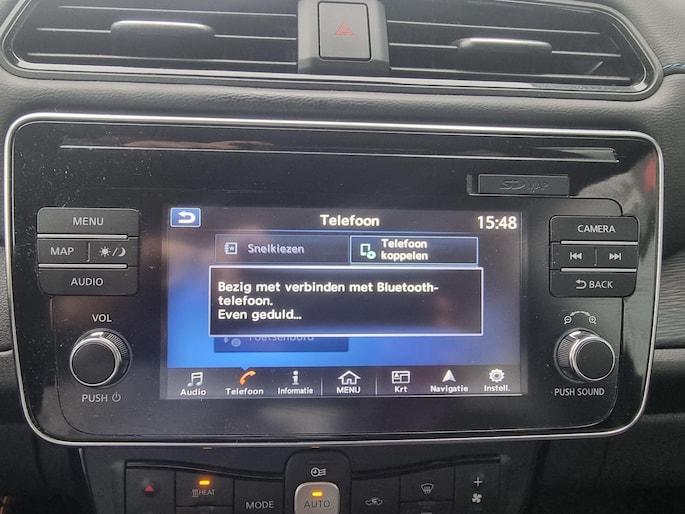 SD MAP
Telefoon
15:48
Snelkiezen
Telefoon
koppelen
Bezig met verbinden met Bluetooth-
telefoon.
Even geduld...
Toetsenbord
Audio
Telefoon
Informatie
MENU
Krt
Navigatie
Instell.
MENU
MAP
AUDIO
VOL
PUSH
CAMERA
BACK
PUSH SOUND
HEAT
MODE
AUTO